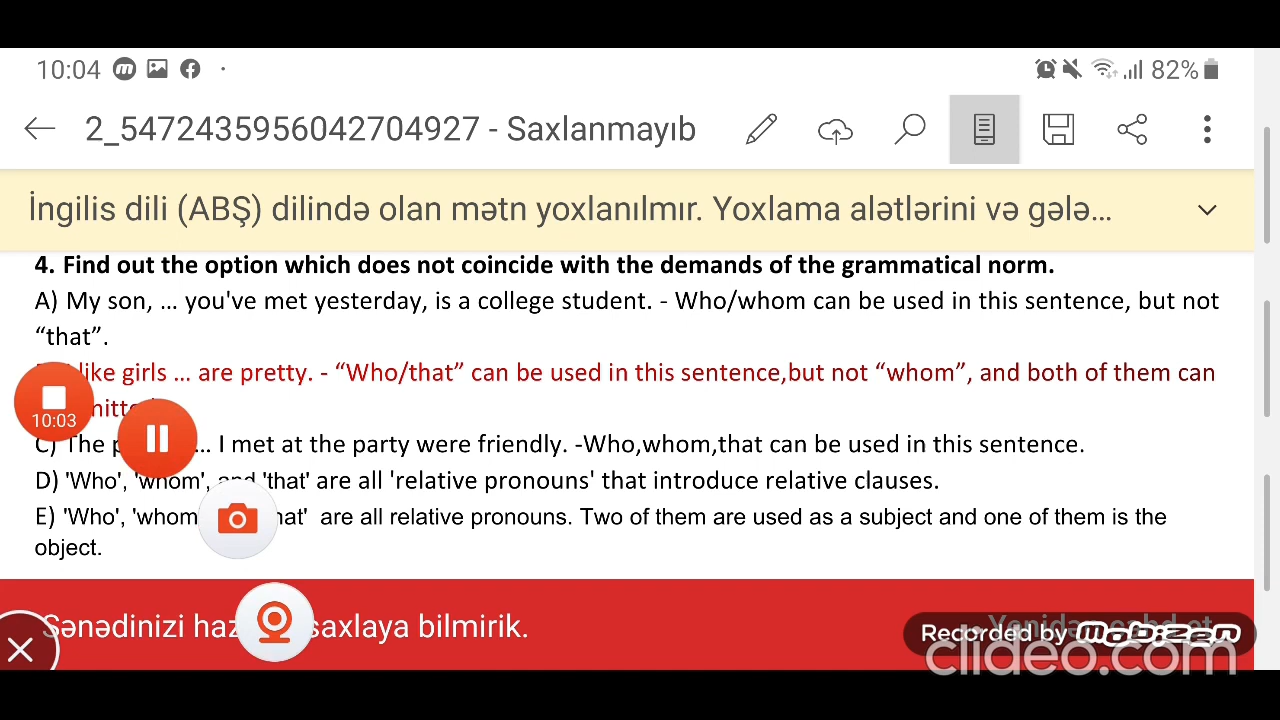 10:04 82%
2_5472435956042704927 - Saxlanmayıb
İngilis dili (ABŞ) dilində olan mətn yoxlanılmır. Yoxlama alətlərini və gələ...
4. Find out the option which does not coincide with the demands of the grammatical norm.
A) My son, ... you've met yesterday, is a college student. - Who/whom can be used in this sentence, but not
“that”.
like girls ... are pretty. - “Who/that” can be used in this sentence,but not “whom”, and both of them can
10:03
C) The ... I met at the party were friendly. -Who,whom,that can be used in this sentence.
D) 'Who', 'whom', and 'that' are all 'relative pronouns' that introduce relative clauses.
E) 'Who', 'whom are all relative pronouns. Two of them are used as a subject and one of them is the
object.
Sənədinizi saxlaya bilmirik.
Recorded by mobizen
clideo.com